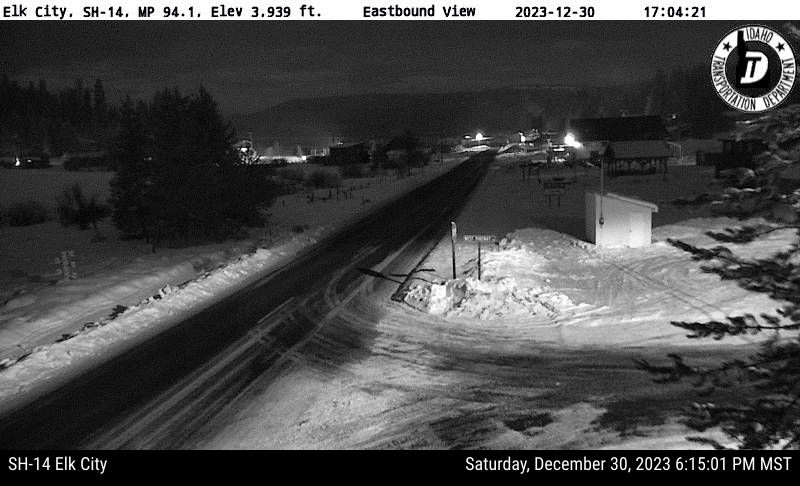 Elk City, SH-14, MP 94.1, Elev 3,939 ft. Eastbound View 2023-12-30 17:04:21
IDAHO
TRANSPORTATION DEPARTMENT
SH-14 Elk City Saturday, December 30, 2023 6:15:01 PM MST